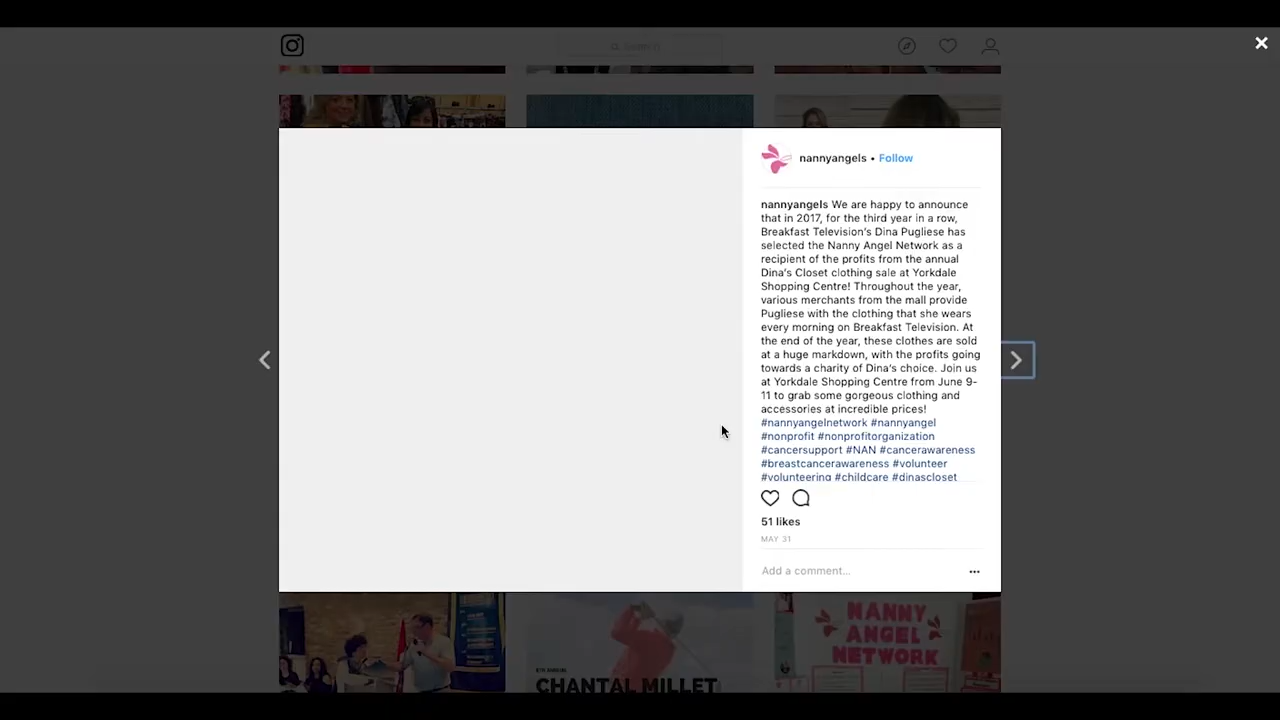 Search
nannyangels • Follow
nannyangels We are happy to announce
that in 2017, for the third year in a row,
Breakfast Television's Dina Pugliese has
selected the Nanny Angel Network as a
recipient of the profits from the annual
Dina's Closet clothing sale at Yorkdale
Shopping Centre! Throughout the year,
various merchants from the mall provide
Pugliese with the clothing that she wears
every morning on Breakfast Television. At
the end of the year, these clothes are sold
at a huge markdown, with the profits going
towards a charity of Dina's choice. Join us
at Yorkdale Shopping Centre from June 9-
11 to grab some gorgeous clothing and
accessories at incredible prices!
#nannyangelnetwork #nannyangel
#nonprofit #nonprofitorganization
#cancersupport #NAN #cancerawareness
#breastcancerawareness #volunteer
#volunteering #childcare #dinascloset
51 likes
MAY 31
Add a comment...
CHANTAL MILLET
NANNY
ANGEL
NETWORK